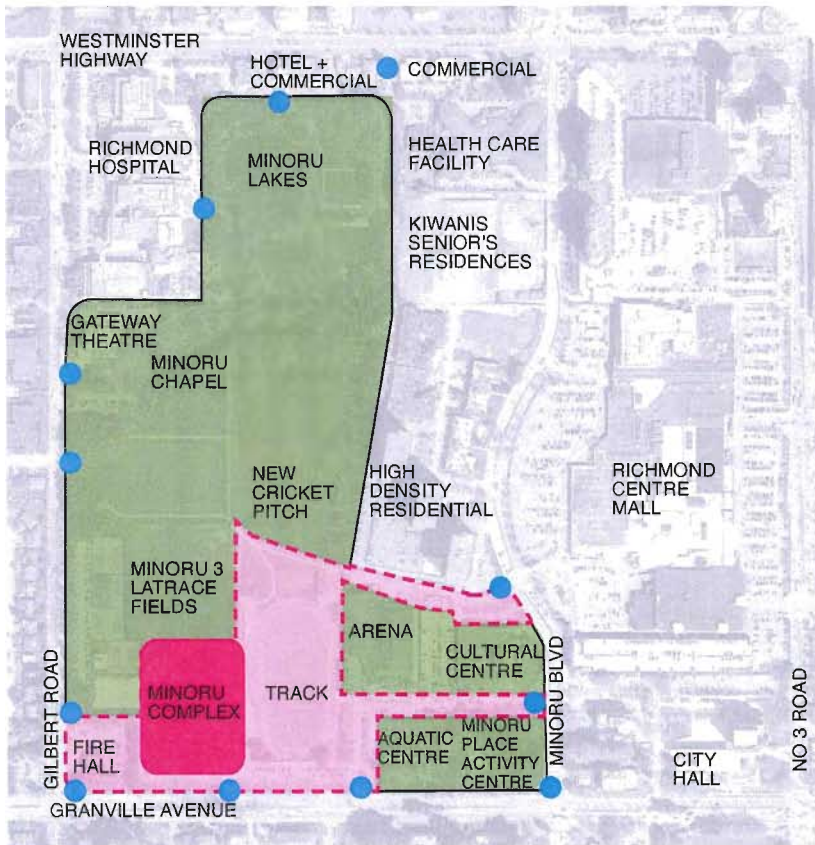 WESTMINSTER
HIGHWAY
HOTEL +
COMMERCIAL
COMMERCIAL
RICHMOND
HOSPITAL
MINORU
LAKES
HEALTH CARE
FACILITY
KIWANIS
SENIOR'S
RESIDENCES
GATEWAY
THEATRE
MINORU
CHAPEL
NEW
CRICKET
PITCH
HIGH
DENSITY
RESIDENTIAL
RICHMOND
CENTRE
MALL
MINORU 3
LATRACE
FIELDS
ARENA
CULTURAL
CENTRE
MINORU
COMPLEX
TRACK
GILBERT ROAD
FIRE
HALL
AQUATIC
CENTRE
MINORU
PLACE
ACTIVITY
CENTRE
MINORU BLVD
CITY
HALL
NO 3 ROAD
GRANVILLE AVENUE